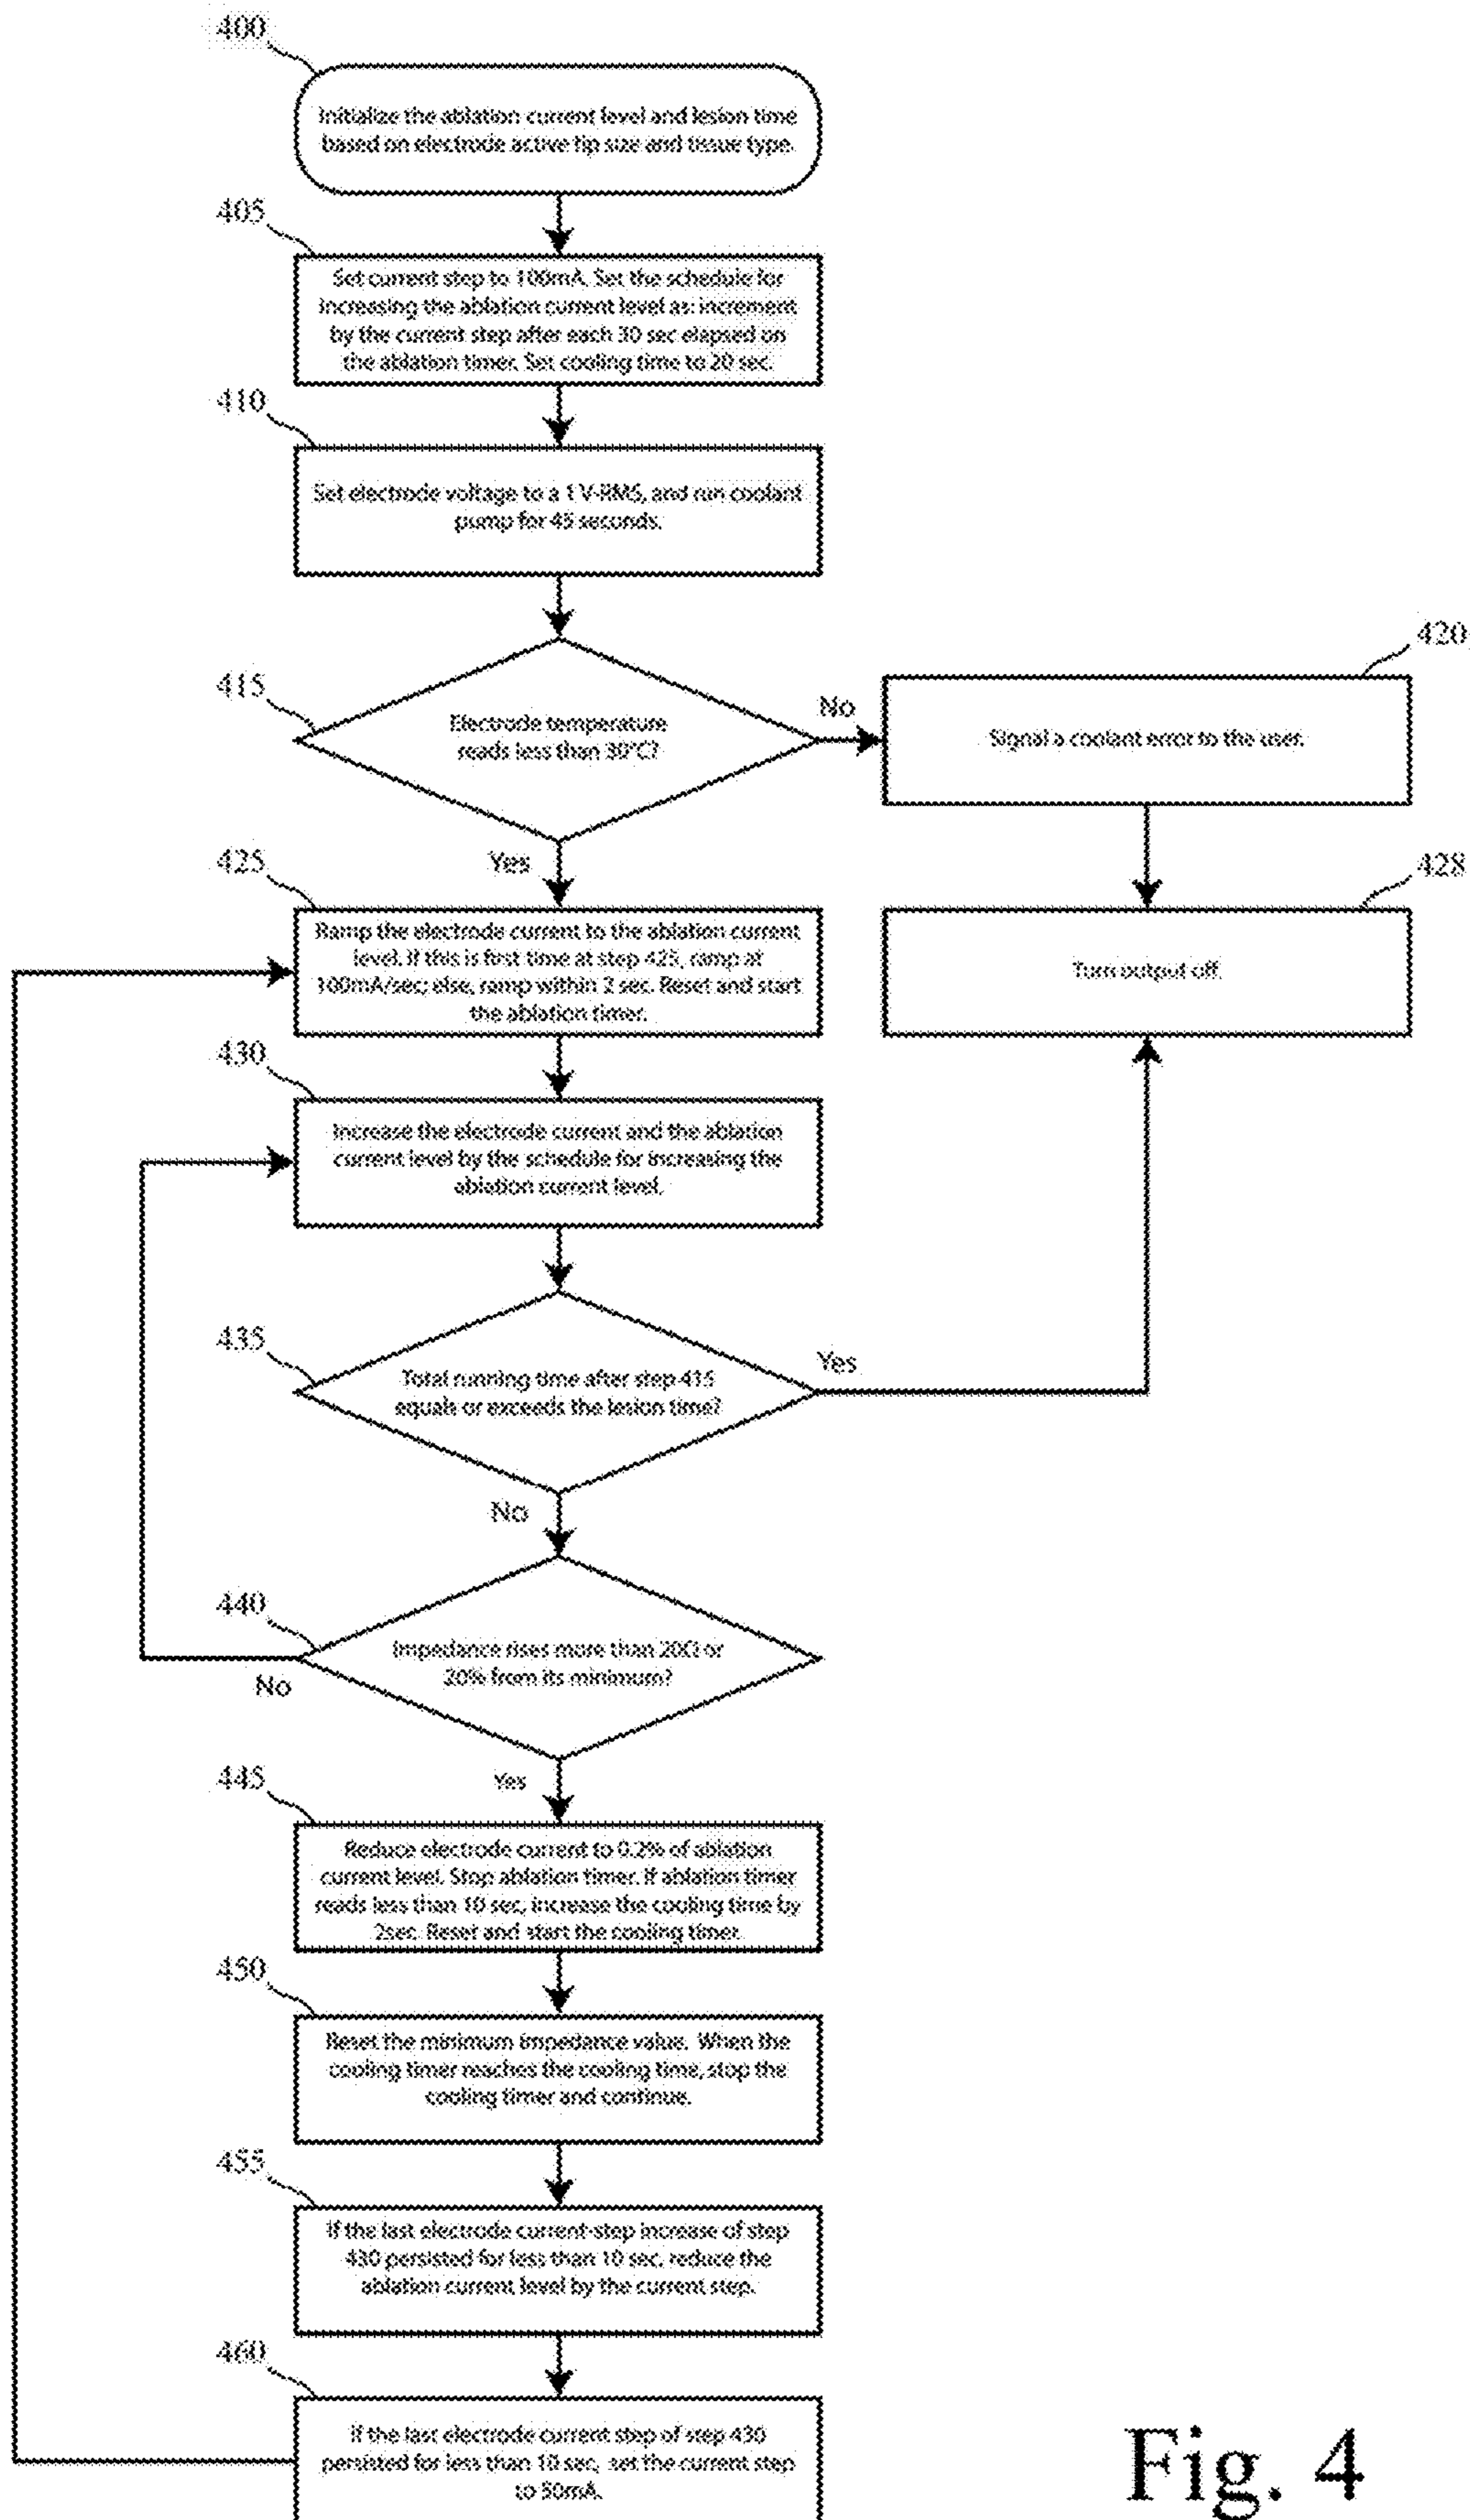 400
Initialize the ablation current level and lesion time
based on electrode active tip size and tissue type.
405
Set current step to 100mA. Set the schedule for
increasing the ablation current level as: increment
by the current step after each 30 sec elapsed on
the ablation timer. Set cooling time to 20 sec.
410
Set electrode voltage to a 1 V-RMS, and run coolant
pump for 45 seconds.
415
Electrode temperature
reads less than 30°C?
No
420
Signal a coolant error to the user.
Yes
425
Ramp the electrode current to the ablation current
level. If this is first time at step 425, ramp at
100mA/sec; else, ramp within 2 sec. Reset and start
the ablation timer.
428
Turn output off.
430
Increase the electrode current and the ablation
current level by the schedule for increasing the
ablation current level.
435
Total running time after step 415
equals or exceeds the lesion time?
Yes
No
440
Impedance rises more than 20Ω or
20% from its minimum?
No
Yes
445
Reduce electrode current to 0.2% of ablation
current level. Stop ablation timer. If ablation timer
reads less than 10 sec, increase the cooling time by
2sec. Reset and start the cooling timer.
450
Reset the minimum impedance value. When the
cooling timer reaches the cooling time, stop the
cooling timer and continue.
455
If the last electrode current-step increase of step
430 persisted for less than 10 sec, reduce the
ablation current level by the current step.
460
If the last electrode current step of step 430
persisted for less than 10 sec, set the current step
to 50mA.
Fig. 4